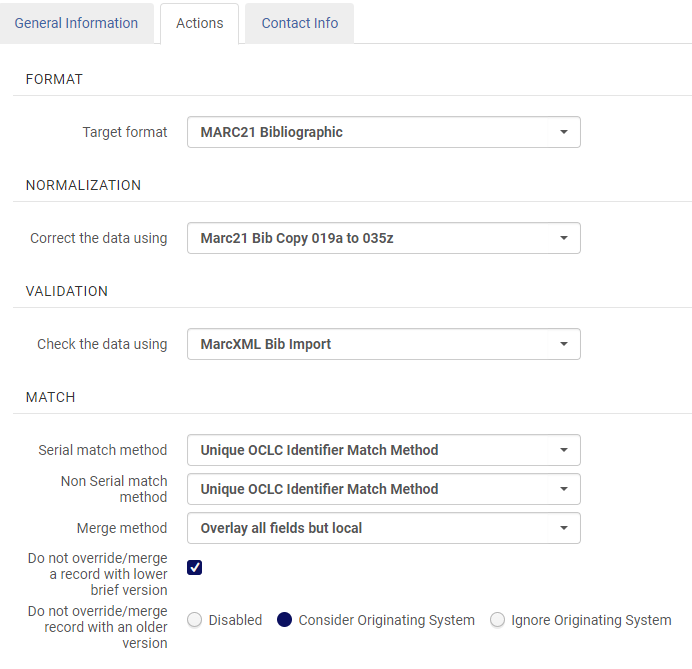 General Information Actions Contact Info
FORMAT
Target format MARC21 Bibliographic
NORMALIZATION
Correct the data using Marc21 Bib Copy 019a to 035z
VALIDATION
Check the data using MarcXML Bib Import
MATCH
Serial match method Unique OCLC Identifier Match Method
Non Serial match
method
Unique OCLC Identifier Match Method
Merge method Overlay all fields but local
Do not override/merge
a record with lower
brief version
Do not override/merge
record with an older
version
Disabled Consider Originating System Ignore Originating System